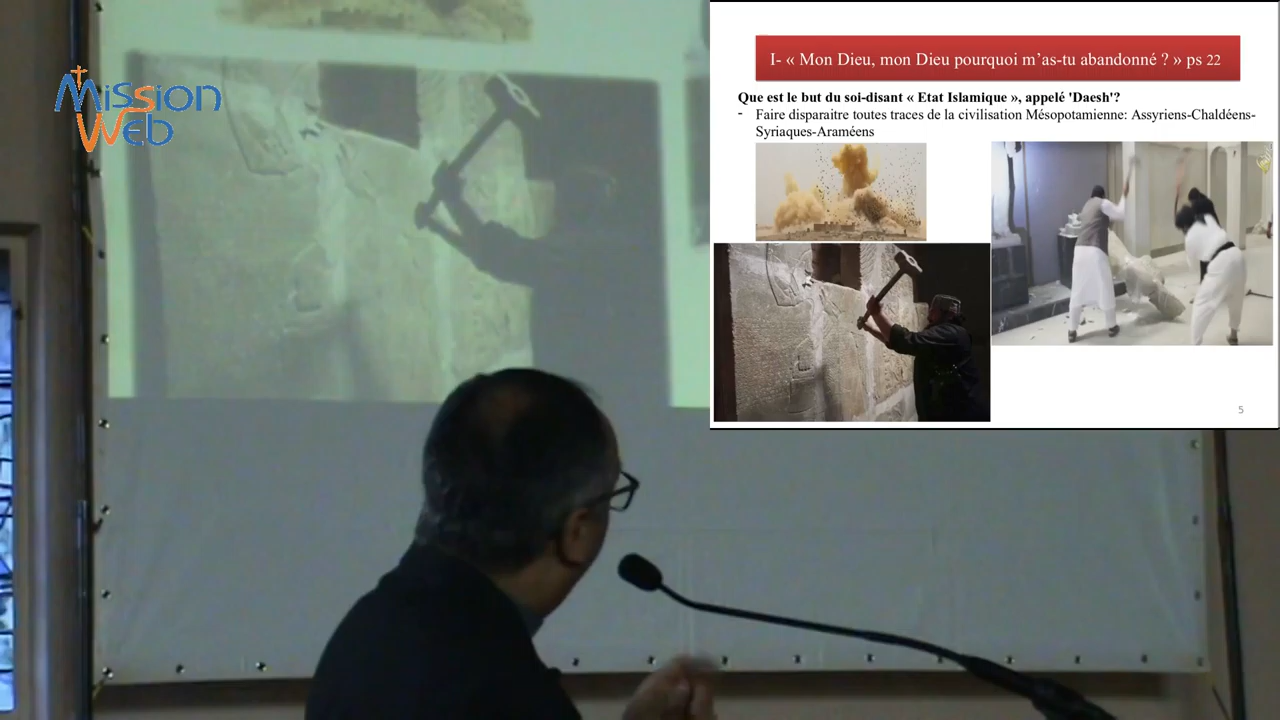 MiSSion
Web
I- « Mon Dieu, mon Dieu pourquoi m’as-tu abandonné ? » ps 22
Que est le but du soi-disant « Etat Islamique », appelé 'Daesh'?
- Faire disparaitre toutes traces de la civilisation Mésopotamienne: Assyriens-Chaldéens-
Syriaques-Araméens
5